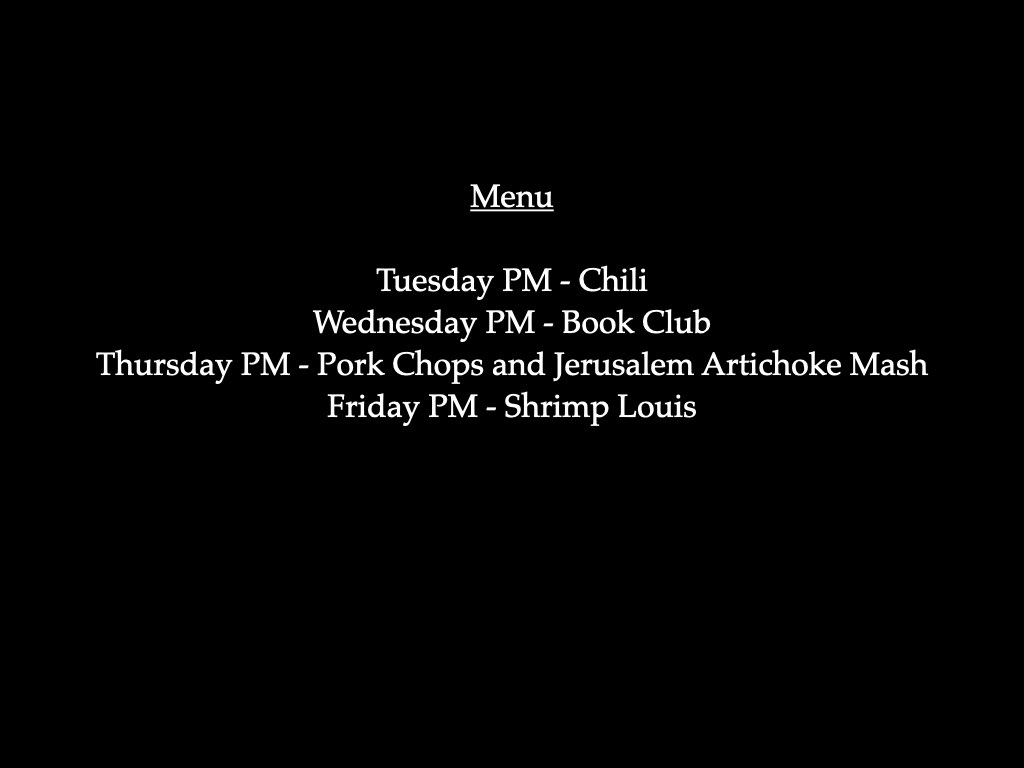 Menu
Tuesday PM - Chili
Wednesday PM - Book Club
Thursday PM - Pork Chops and Jerusalem Artichoke Mash
Friday PM - Shrimp Louis